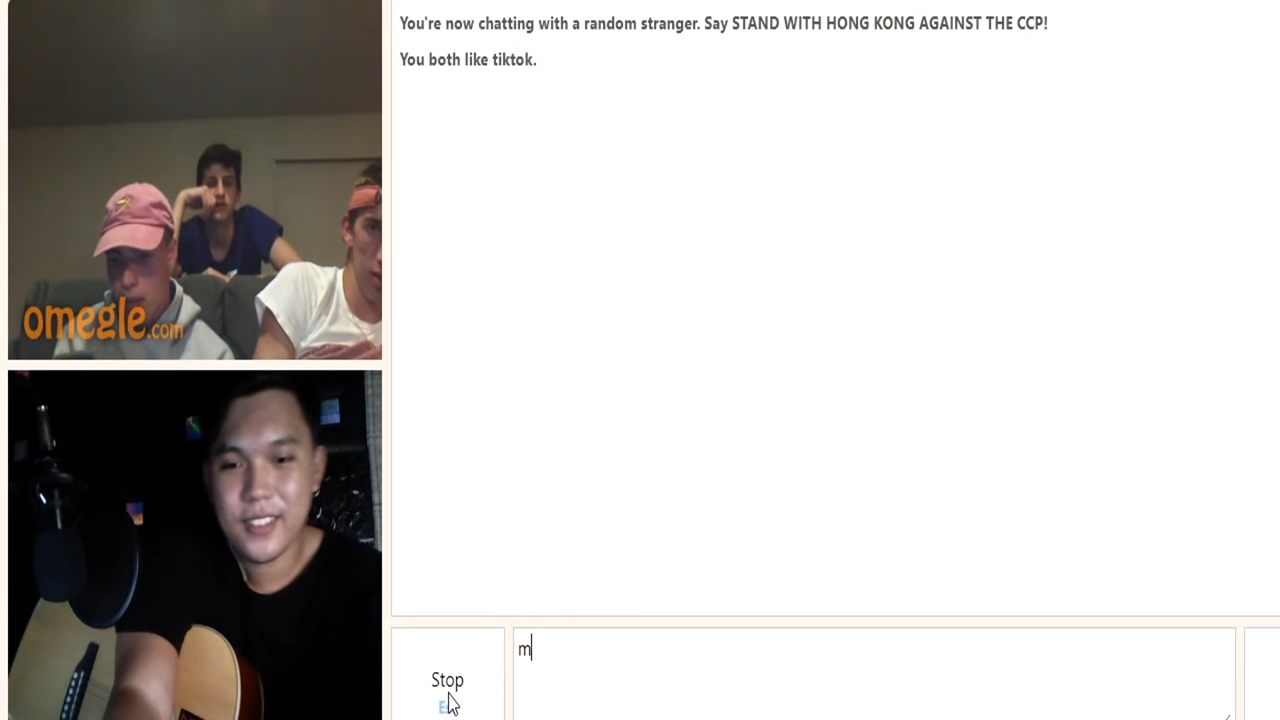 You're now chatting with a random stranger. Say STAND WITH HONG KONG AGAINST THE CCP!
You both like tiktok.
omegle.com
m
Stop